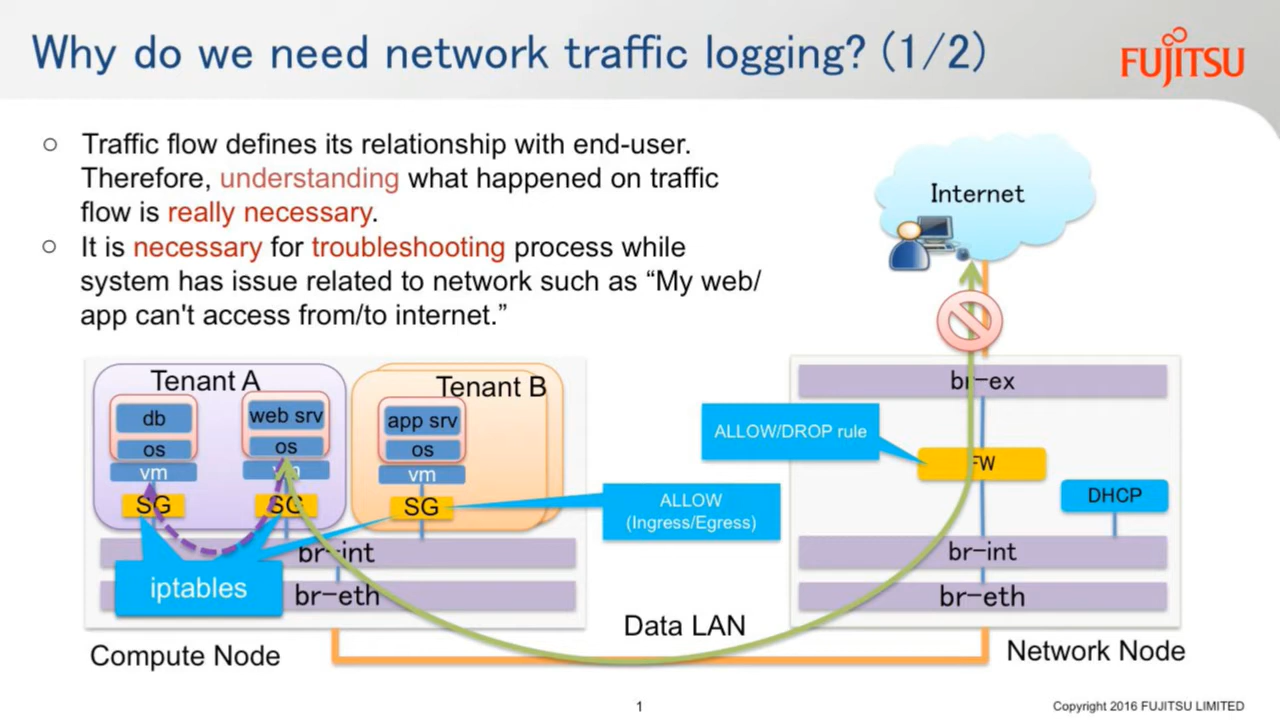 Why do we need network traffic logging? (1/2)
FUJITSU
○ Traffic flow defines its relationship with end-user.
Therefore, understanding what happened on traffic
flow is really necessary.
○ It is necessary for troubleshooting process while
system has issue related to network such as “My web/
app can't access from/to internet.”
Internet
Tenant A
Tenant B
db
web srv
app srv
os
os
os
vm
vm
vm
SG
SG
SG
iptables
br-int
br-eth
ALLOW
(Ingress/Egress)
ALLOW/DROP rule
br-ex
FW
DHCP
br-int
br-eth
Data LAN
Compute Node
Network Node
1
Copyright 2016 FUJITSU LIMITED